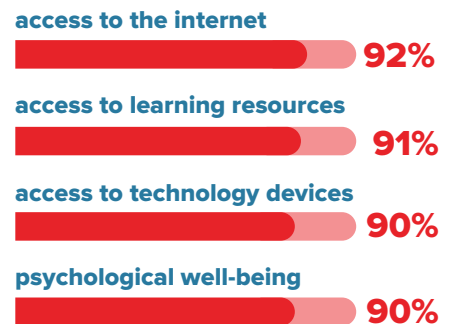 access to the internet
92%
access to learning resources
91%
access to technology devices
90%
psychological well-being
90%